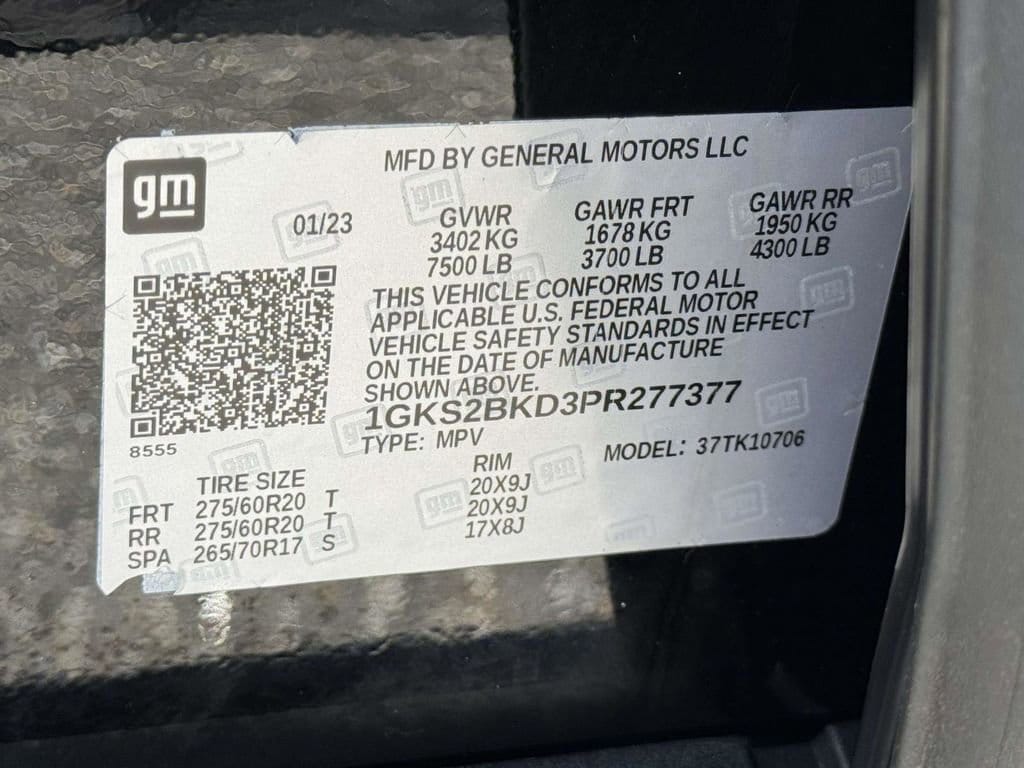 gm
MFD BY GENERAL MOTORS LLC
01/23
GVWR
3402 KG
7500 LB
GAWR FRT
1678 KG
3700 LB
GAWR RR
1950 KG
4300 LB
THIS VEHICLE CONFORMS TO ALL
APPLICABLE U.S. FEDERAL MOTOR
VEHICLE SAFETY STANDARDS IN EFFECT
ON THE DATE OF MANUFACTURE
SHOWN ABOVE.
1GKS2BKD3PR277377
TYPE: MPV
MODEL: 37TK10706
8555
TIRE SIZE
RIM
FRT 275/60R20 T 20X9J
RR 275/60R20 T 20X9J
SPA 265/70R17 S 17X8J